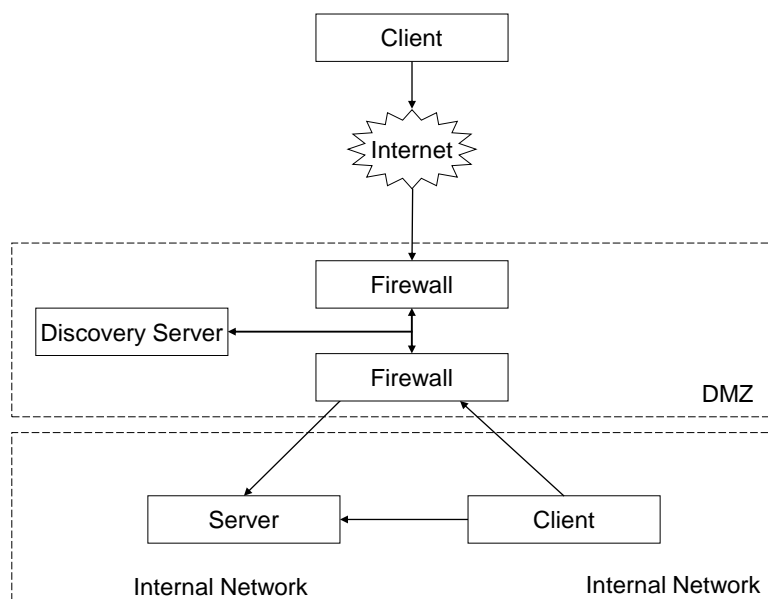 Client
Internet
Firewall
Discovery Server
Firewall
DMZ
Server
Client
Internal Network
Internal Network